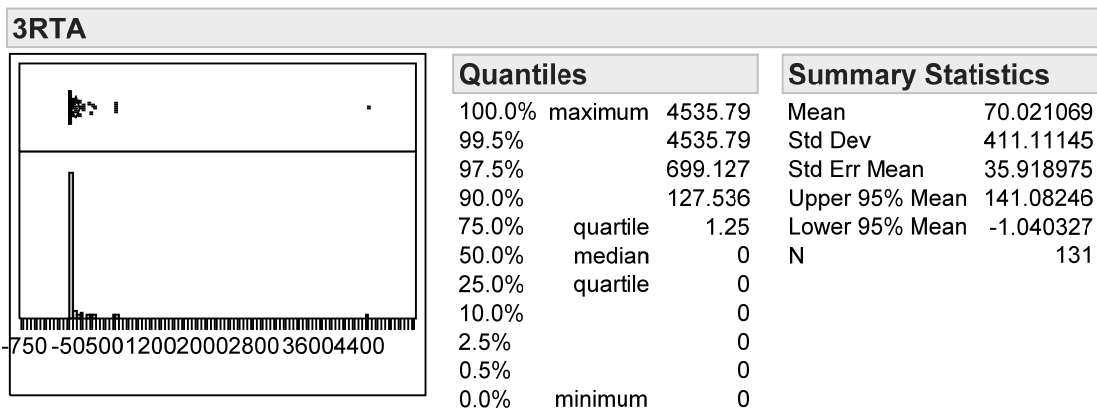 3RTA
Quantiles
100.0% maximum 4535.79
99.5% 4535.79
97.5% 699.127
90.0% 127.536
75.0% quartile 1.25
50.0% median 0
25.0% quartile 0
10.0% 0
2.5% 0
0.5% 0
0.0% minimum 0
Summary Statistics
Mean 70.021069
Std Dev 411.11145
Std Err Mean 35.918975
Upper 95% Mean 141.08246
Lower 95% Mean -1.040327
N 131
-750 -50500 1200 2000 2800 3600 4400